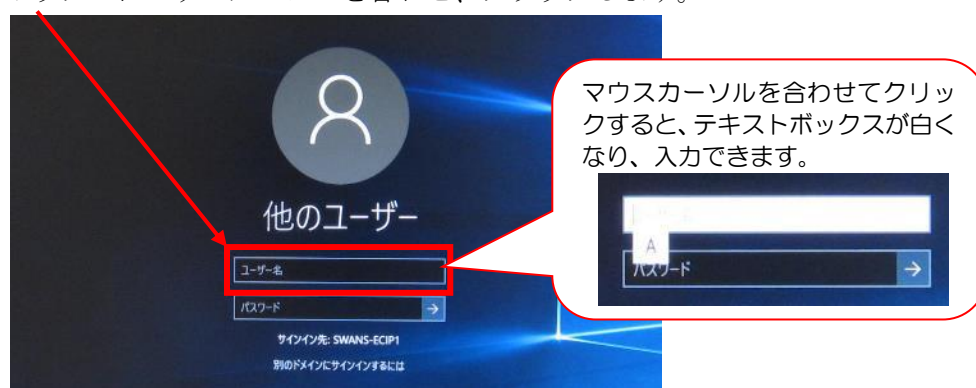 マウスカーソルを合わせてクリッ
クすると、テキストボックスが白く
なり、入力できます。
他のユーザー
ユーザー名
パスワード
サインイン先: SWANS-ECIP1
別のドメインにサインインするには
A
パスワード